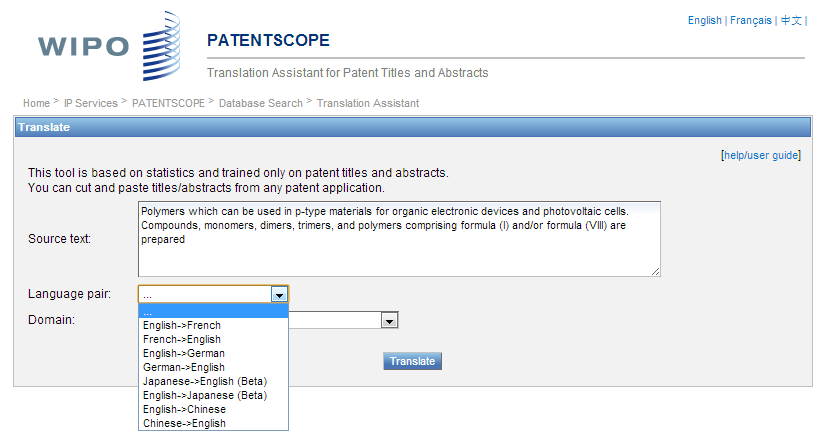 English | Français | 中文 |
WIPO
PATENTSCOPE
Translation Assistant for Patent Titles and Abstracts
Home > IP Services > PATENTSCOPE > Database Search > Translation Assistant
Translate
[help/user guide]
This tool is based on statistics and trained only on patent titles and abstracts.
You can cut and paste titles/abstracts from any patent application.
Source text:
Polymers which can be used in p-type materials for organic electronic devices and photovoltaic cells.
Compounds, monomers, dimers, trimers, and polymers comprising formula (I) and/or formula (VIII) are
prepared
Language pair:
...
Domain:
...
English->French
French->English
English->German
German->English
Japanese->English (Beta)
English->Japanese (Beta)
English->Chinese
Chinese->English
Translate